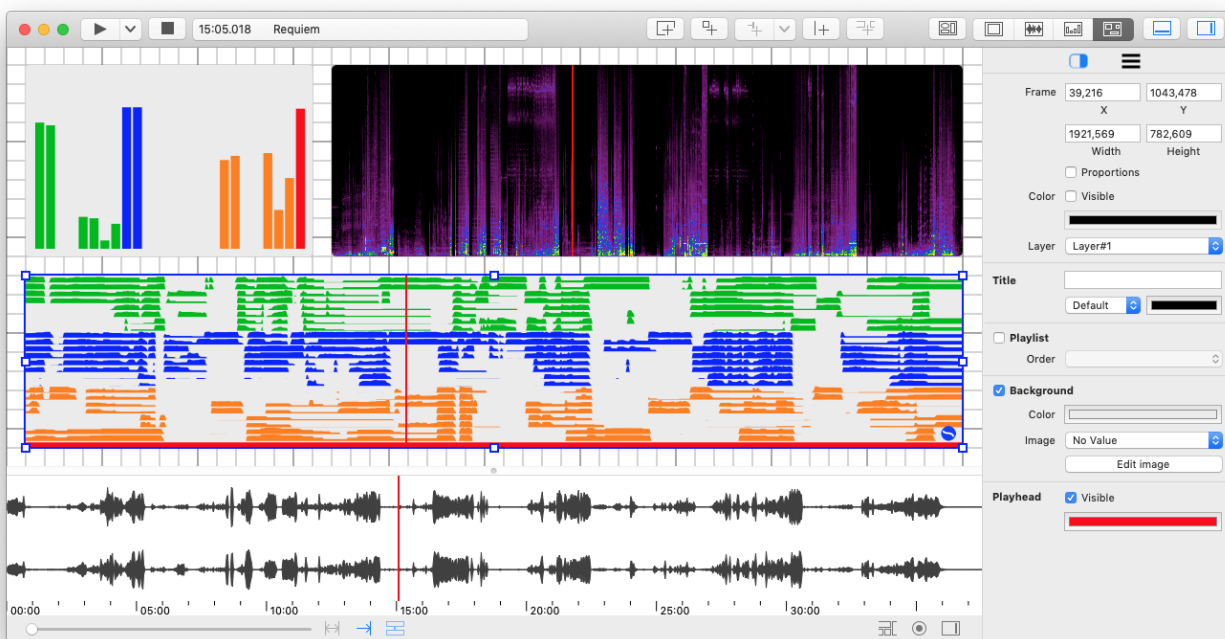 15:05.018 Requiem
Frame 39,216 1043,478
X Y
1921,569 782,609
Width Height
Proportions
Color Visible
Layer Layer#1
Title
Default
Playlist
Order
Background
Color
Image No Value
Edit image
Playhead Visible
00:00 05:00 10:00 15:00 20:00 25:00 30:00